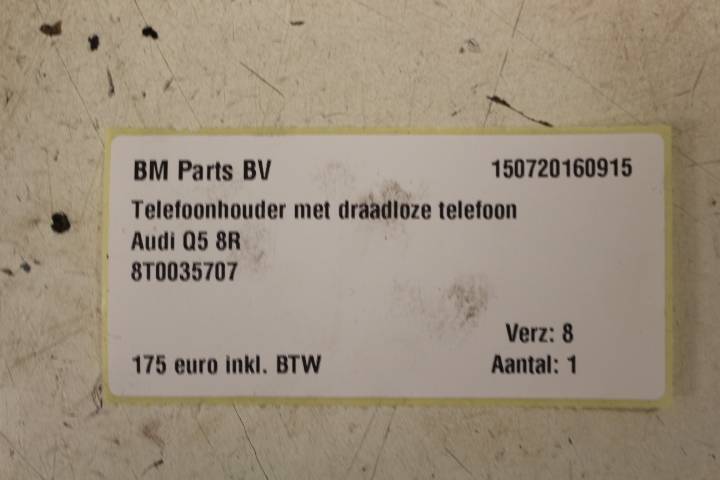 BM Parts BV 150720160915
Telefoonhouder met draadloze telefoon
Audi Q5 8R
8T0035707
Verz: 8
175 euro inkl. BTW Aantal: 1